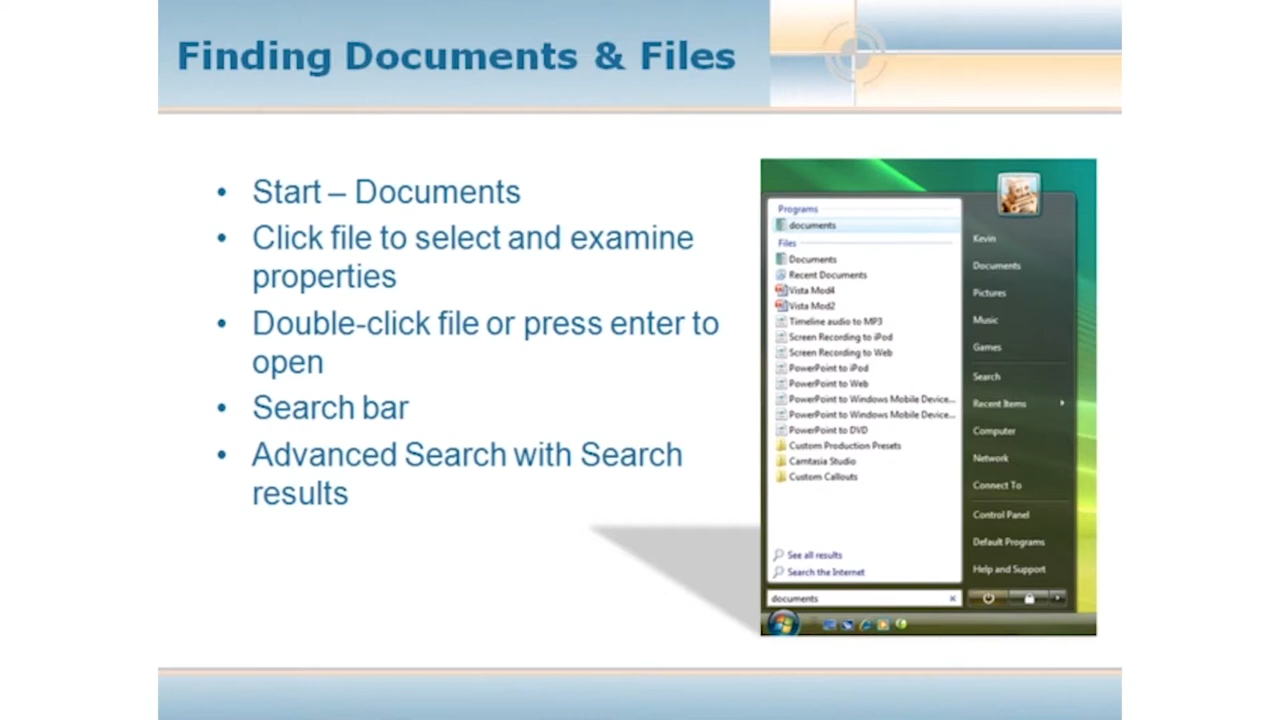 Finding Documents & Files
• Start – Documents
• Click file to select and examine
properties
• Double-click file or press enter to
open
• Search bar
• Advanced Search with Search
results
Programs
documents
Files
Documents
Recent Documents
Vista Mod4
Vista Mod2
Timeline audio to MP3
Screen Recording to iPod
Screen Recording to Web
PowerPoint to iPod
PowerPoint to Web
PowerPoint to Windows Mobile Device...
PowerPoint to Windows Mobile Device...
PowerPoint to DVD
Custom Production Presets
Camtasia Studio
Custom Callouts
See all results
Search the Internet
documents
Kevin
Documents
Pictures
Music
Games
Search
Recent Items
Computer
Network
Connect To
Control Panel
Default Programs
Help and Support